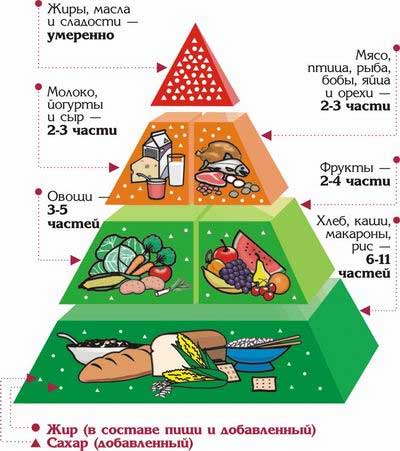 Жиры, масла
и сладости —
умеренно
Мясо,
птица, рыба,
бобы, яйца
и орехи —
2-3 части
Молоко,
йогурты
и сыр —
2-3 части
Фрукты —
2-4 части
Овощи —
3-5
частей
Хлеб, каши,
макароны,
рис —
6-11
частей
Жир (в составе пищи и добавленный)
Сахар (добавленный)